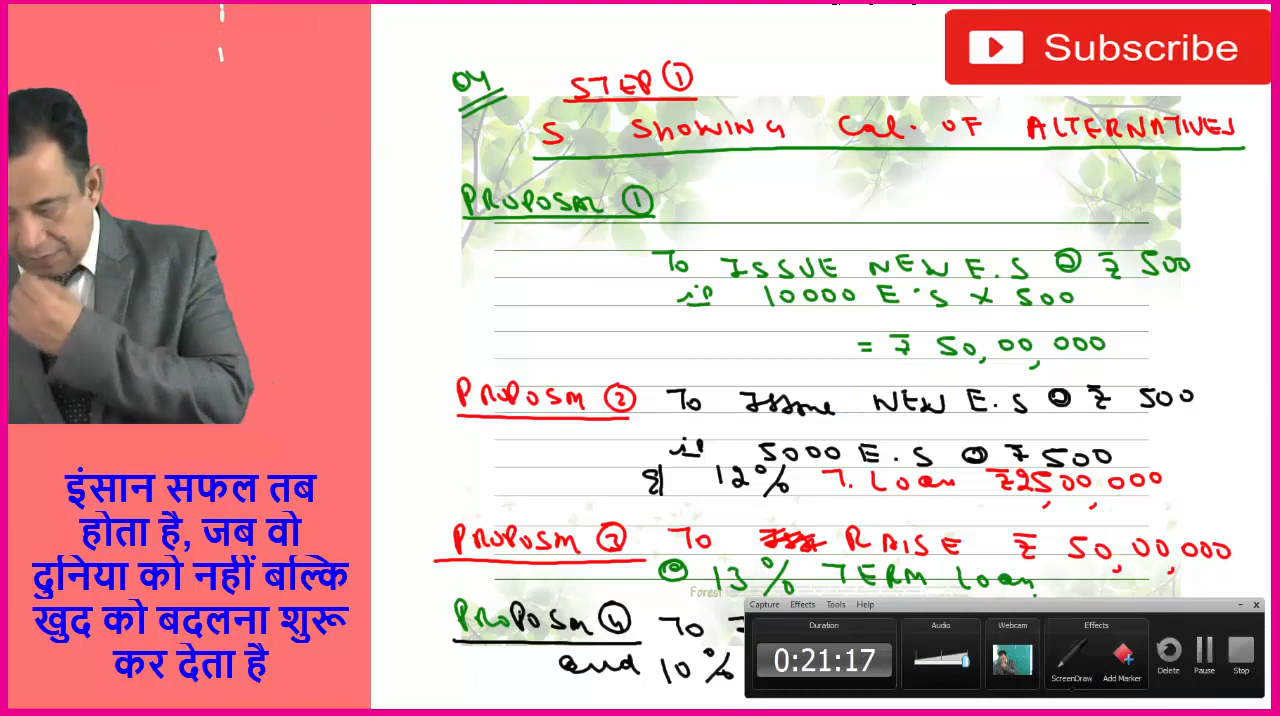 Subscribe
04 STEP ①
S SHOWING Cal. OF ALTERNATIVES
PROPOSAL ①
To ISSUE NEW E.S @ ₹ 500
ie 10000 E.S × 500
= ₹ 50,00,000
PROPOSAL ② To Issue NEW E.S @ ₹ 500
ie 5000 E.S @ ₹ 500
& 12% T. Loan ₹25,00,000
PROPOSAL ③ To RAISE ₹ 50,00,000
@ 13% TERM Loan
Forest
PROPOSAL ④ To
and 10%
इंसान सफल तब
होता है, जब वो
दुनिया को नहीं बल्कि
खुद को बदलना शुरू
कर देता है
Capture Effects Tools Help
Duration Audio Webcam Effects
0:21:17
ScreenDraw Add Marker Delete Pause Stop